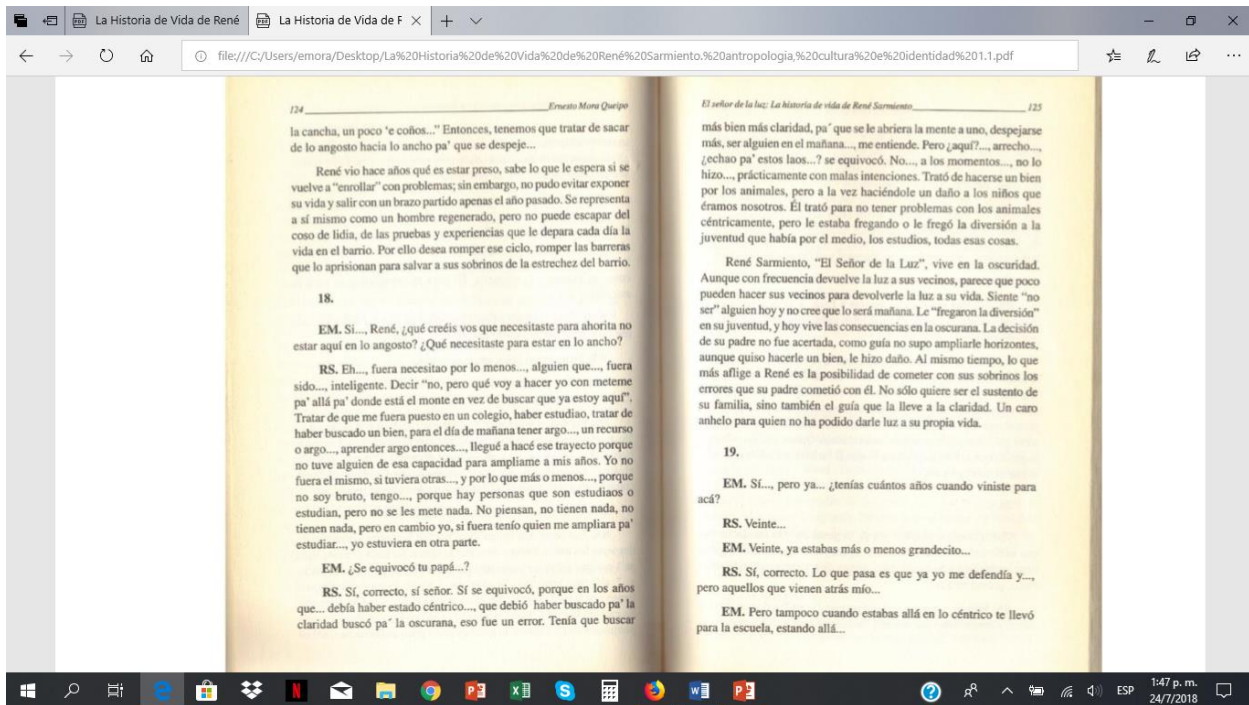 La Historia de Vida de René
La Historia de Vida de F
file:///C:/Users/emora/Desktop/La%20Historia%20de%20Vida%20de%20René%20Sarmiento.%20antropologia,%20cultura%20e%20identidad%201.1.pdf
124 Ernesto Mora Queipo
la cancha, un poco 'e coños..." Entonces, tenemos que tratar de sacar
de lo angosto hacia lo ancho pa' que se despeje...
René vio hace años qué es estar preso, sabe lo que le espera si se
vuelve a "enrollar" con problemas; sin embargo, no pudo evitar exponer
su vida y salir con un brazo partido apenas el año pasado. Se representa
a sí mismo como un hombre regenerado, pero no puede escapar del
coso de lidia, de las pruebas y experiencias que le depara cada día la
vida en el barrio. Por ello desea romper ese ciclo, romper las barreras
que lo aprisionan para salvar a sus sobrinos de la estrechez del barrio.
18.
EM. Si..., René, ¿qué creéis vos que necesitaste para ahorita no
estar aquí en lo angosto? ¿Qué necesitaste para estar en lo ancho?
RS. Eh..., fuera necesitao por lo menos..., alguien que..., fuera
sido..., inteligente. Decir "no, pero qué voy a hacer yo con meteme
pa' allá pa' donde está el monte en vez de buscar que ya estoy aquí".
Tratar de que me fuera puesto en un colegio, haber estudiao, tratar de
haber buscado un bien, para el día de mañana tener argo..., un recurso
o argo..., aprender argo entonces..., llegué a hacé ese trayecto porque
no tuve alguien de esa capacidad para ampliame a mis años. Yo no
fuera el mismo, si tuviera otras..., y por lo que más o menos..., porque
no soy bruto, tengo..., porque hay personas que son estudiaos o
estudian, pero no se les mete nada. No piensan, no tienen nada, no
tienen nada, pero en cambio yo, si fuera tenío quien me ampliara pa'
estudiar..., yo estuviera en otra parte.
EM. ¿Se equivocó tu papá...?
RS. Sí, correcto, sí señor. Sí se equivocó, porque en los años
que... debía haber estado céntrico..., que debió haber buscado pa' la
claridad buscó pa' la oscurana, eso fue un error. Tenía que buscar
El señor de la luz: La historia de vida de René Sarmiento 125
más bien más claridad, pa' que se le abriera la mente a uno, despejarse
más, ser alguien en el mañana..., me entiende. Pero ¿aquí?..., arrecho...,
¿echao pa' estos laos...? se equivocó. No..., a los momentos..., no lo
hizo..., prácticamente con malas intenciones. Trató de hacerse un bien
por los animales, pero a la vez haciéndole un daño a los niños que
éramos nosotros. Él trató para no tener problemas con los animales
céntricamente, pero le estaba fregando o le fregó la diversión a la
juventud que había por el medio, los estudios, todas esas cosas.
René Sarmiento, "El Señor de la Luz", vive en la oscuridad.
Aunque con frecuencia devuelve la luz a sus vecinos, parece que poco
pueden hacer sus vecinos para devolverle la luz a su vida. Siente "no
ser" alguien hoy y no cree que lo será mañana. Le "fregaron la diversión"
en su juventud, y hoy vive las consecuencias en la oscurana. La decisión
de su padre no fue acertada, como guía no supo ampliarle horizontes,
aunque quiso hacerle un bien, le hizo daño. Al mismo tiempo, lo que
más aflige a René es la posibilidad de cometer con sus sobrinos los
errores que su padre cometió con él. No sólo quiere ser el sustento de
su familia, sino también el guía que la lleve a la claridad. Un caro
anhelo para quien no ha podido darle luz a su propia vida.
19.
EM. Sí..., pero ya... ¿tenías cuántos años cuando viniste para
acá?
RS. Veinte...
EM. Veinte, ya estabas más o menos grandecito...
RS. Sí, correcto. Lo que pasa es que ya yo me defendía y...,
pero aquellos que vienen atrás mío...
EM. Pero tampoco cuando estabas allá en lo céntrico te llevó
para la escuela, estando allá...
ESP
1:47 p. m.
24/7/2018